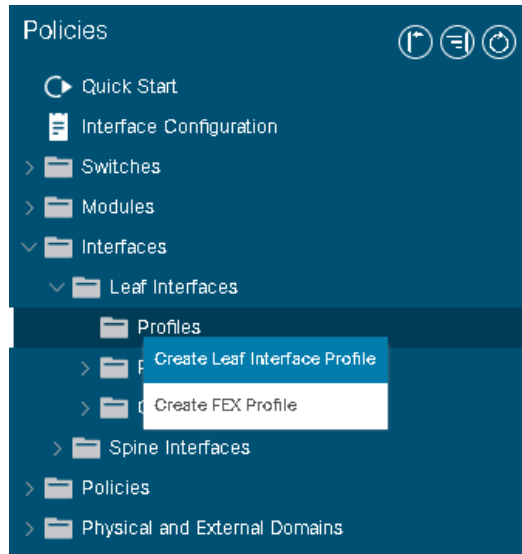 Policies
Quick Start
Interface Configuration
Switches
Modules
Interfaces
Leaf Interfaces
Profiles
Create Leaf Interface Profile
Create FEX Profile
Spine Interfaces
Policies
Physical and External Domains